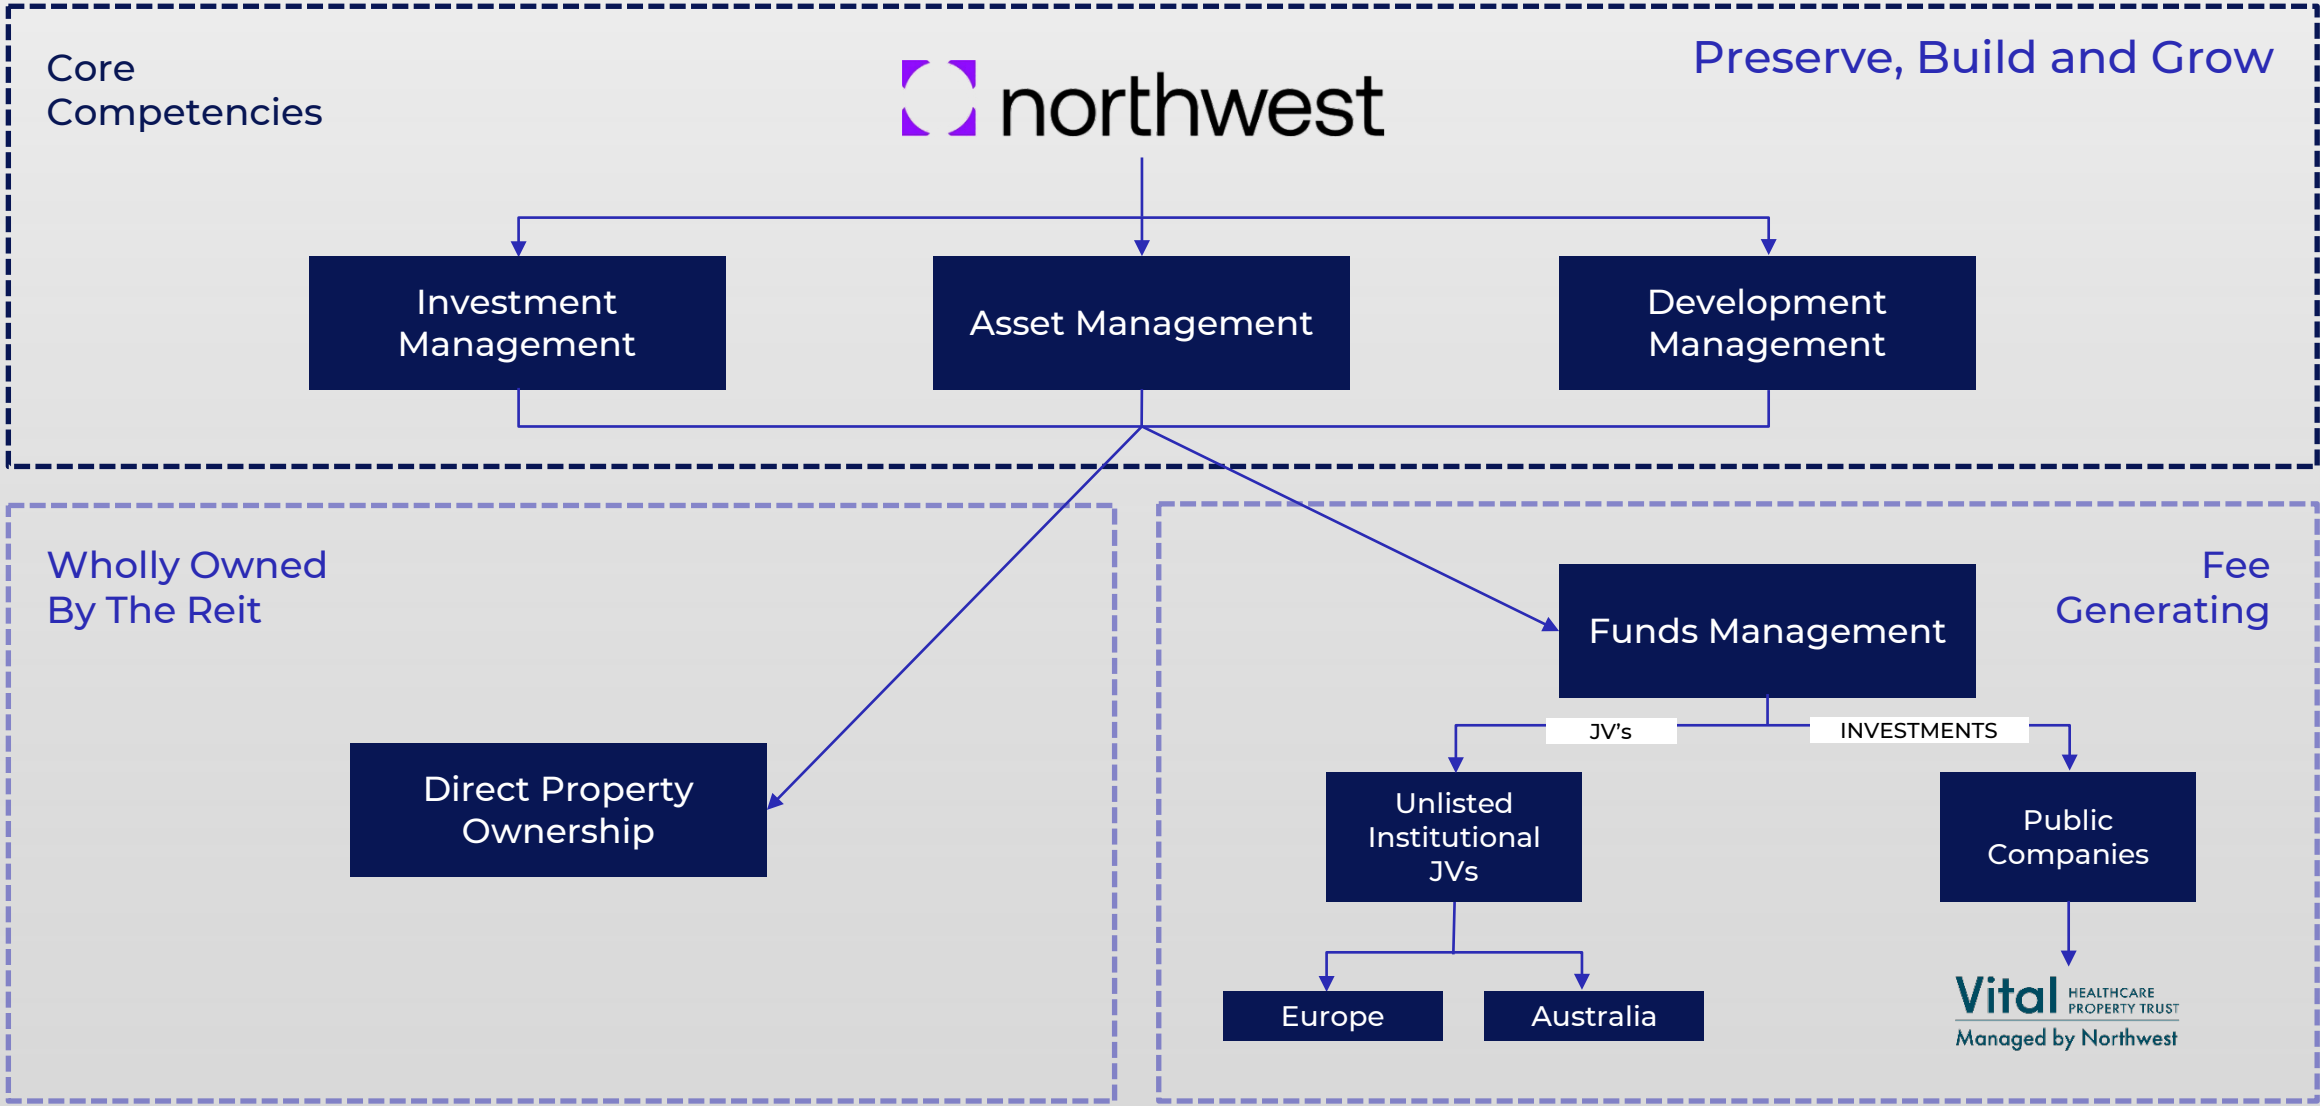 Core
Competencies
northwest
Preserve, Build and Grow
Investment
Management
Asset Management
Development
Management
Wholly Owned
By The Reit
Direct Property
Ownership
Fee
Generating
Funds Management
JV’s
INVESTMENTS
Unlisted
Institutional
JVs
Public
Companies
Europe
Australia
Vital HEALTHCARE
PROPERTY TRUST
Managed by Northwest